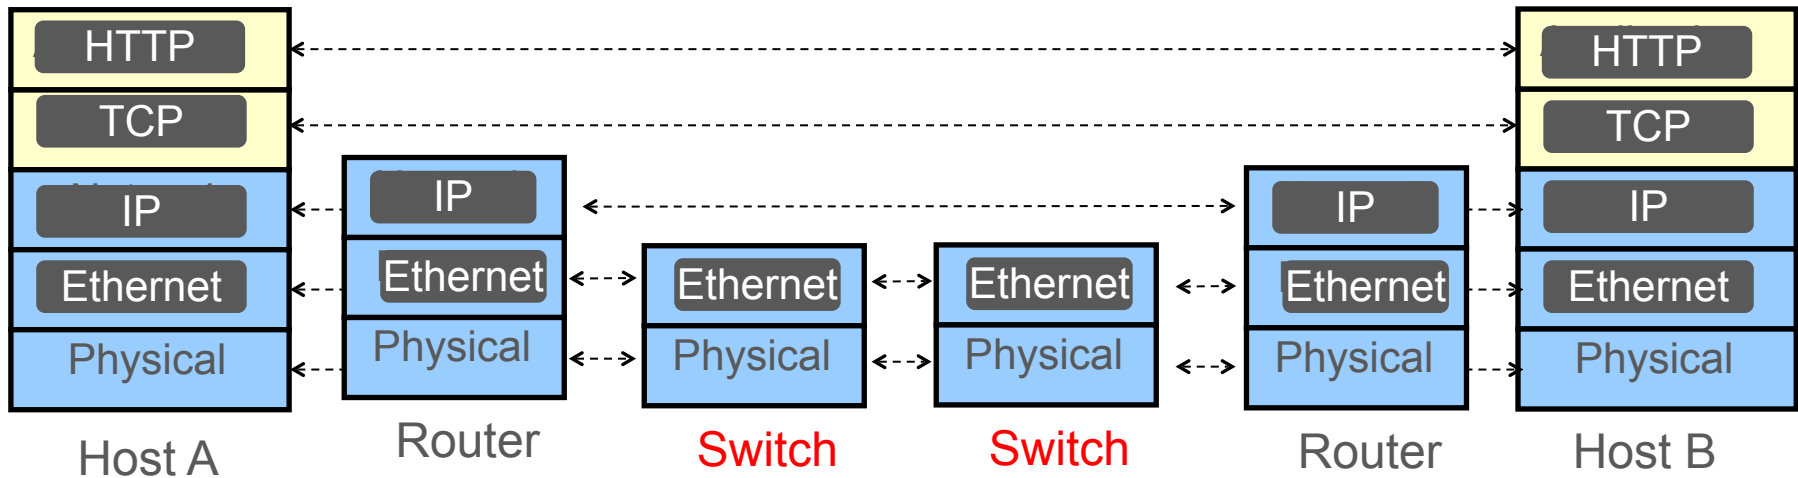 HTTP
TCP
IP
Ethernet
Physical
Host A
IP
Ethernet
Physical
Router
Ethernet
Physical
Switch
Ethernet
Physical
Switch
IP
Ethernet
Physical
Router
HTTP
TCP
IP
Ethernet
Physical
Host B